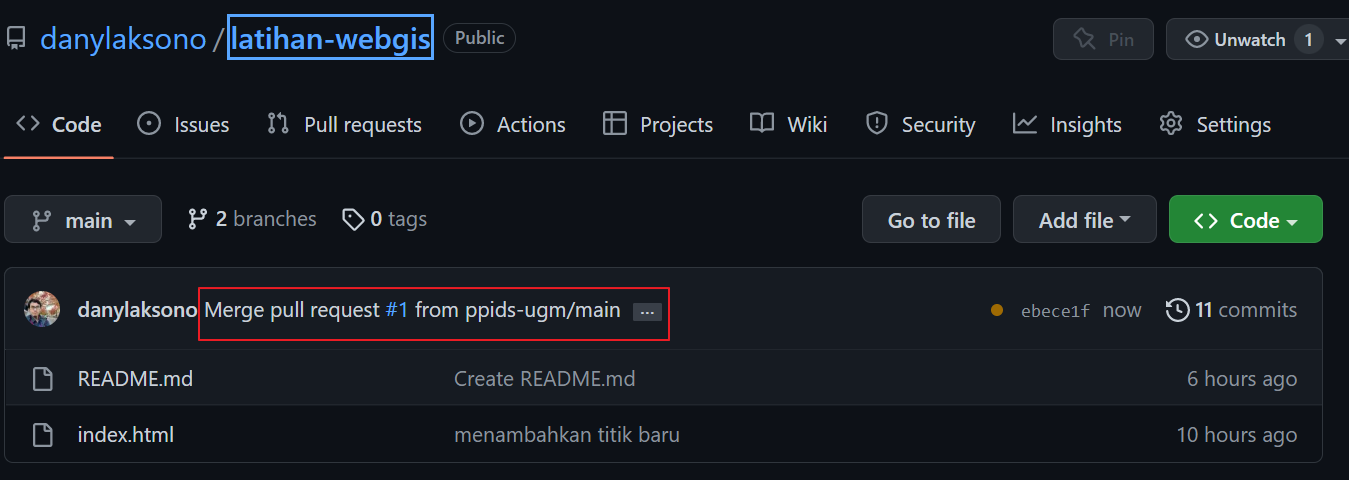 danylaksono / latihan-webgis Public Pin Unwatch 1
Code Issues Pull requests Actions Projects Wiki Security Insights Settings
main 2 branches 0 tags Go to file Add file Code
danylaksono Merge pull request #1 from ppids-ugm/main ... ebece1f now 11 commits
README.md Create README.md 6 hours ago
index.html menambahkan titik baru 10 hours ago